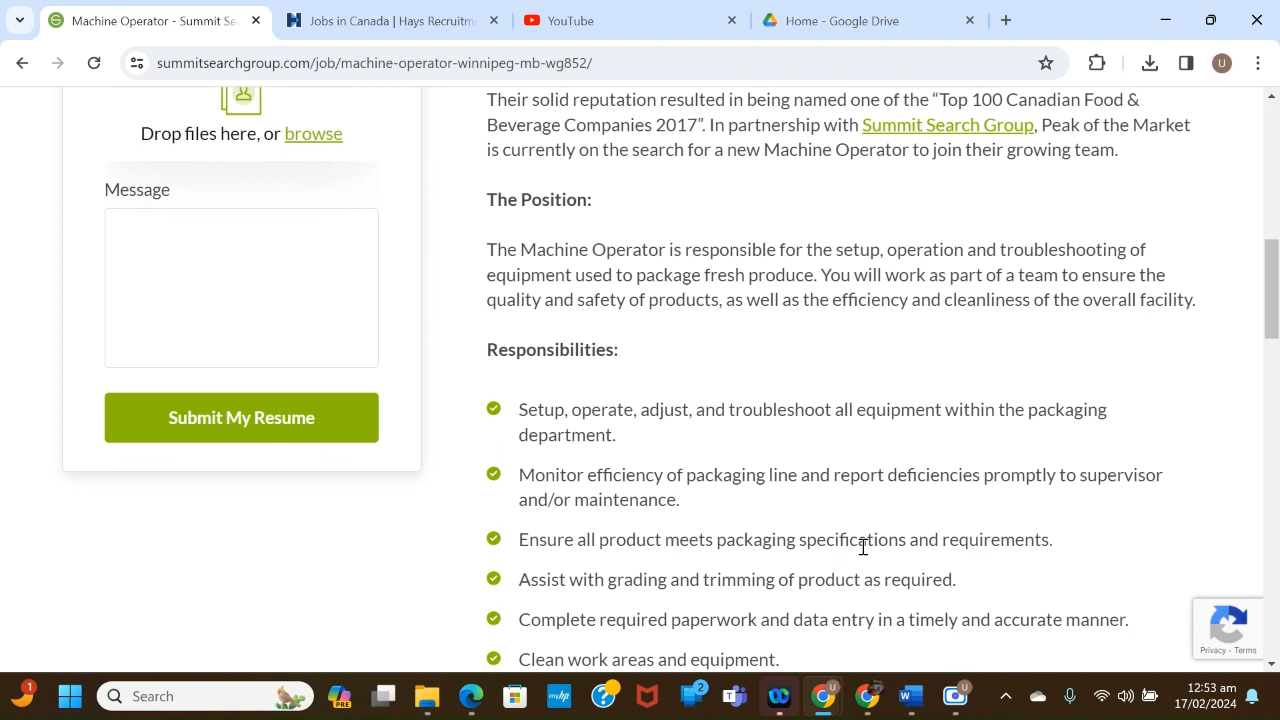 Machine Operator - Summit Se
Jobs in Canada | Hays Recruitm
YouTube
Home - Google Drive
summitsearchgroup.com/job/machine-operator-winnipeg-mb-wg852/
U
Drop files here, or browse
Message
Submit My Resume
Their solid reputation resulted in being named one of the “Top 100 Canadian Food &
Beverage Companies 2017”. In partnership with Summit Search Group, Peak of the Market
is currently on the search for a new Machine Operator to join their growing team.
The Position:
The Machine Operator is responsible for the setup, operation and troubleshooting of
equipment used to package fresh produce. You will work as part of a team to ensure the
quality and safety of products, as well as the efficiency and cleanliness of the overall facility.
Responsibilities:
Setup, operate, adjust, and troubleshoot all equipment within the packaging
department.
Monitor efficiency of packaging line and report deficiencies promptly to supervisor
and/or maintenance.
Ensure all product meets packaging specifications and requirements.
Assist with grading and trimming of product as required.
Complete required paperwork and data entry in a timely and accurate manner.
Clean work areas and equipment.
Privacy - Terms
1
Search
PRE
myhp
2
U
U
U
12:53 am
17/02/2024